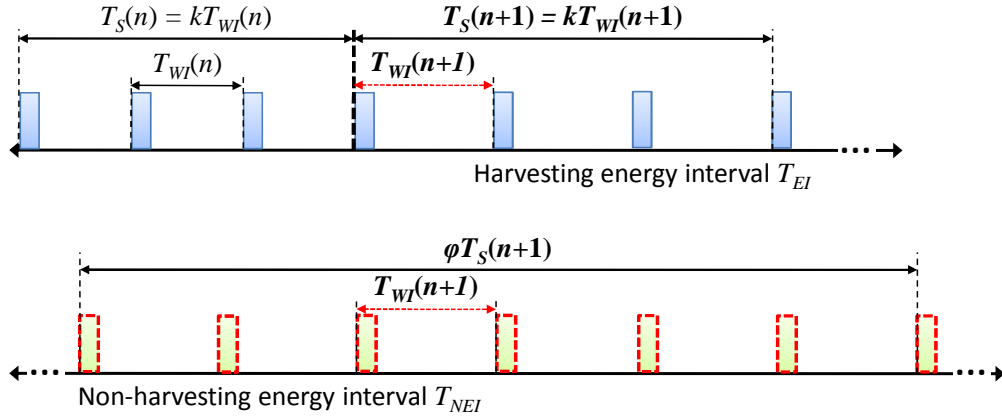 T_S(n) = kT_WI(n)
T_S(n+1) = kT_WI(n+1)
T_WI(n)
T_WI(n+1)
Harvesting energy interval T_EI
φT_S(n+1)
T_WI(n+1)
Non-harvesting energy interval T_NEI